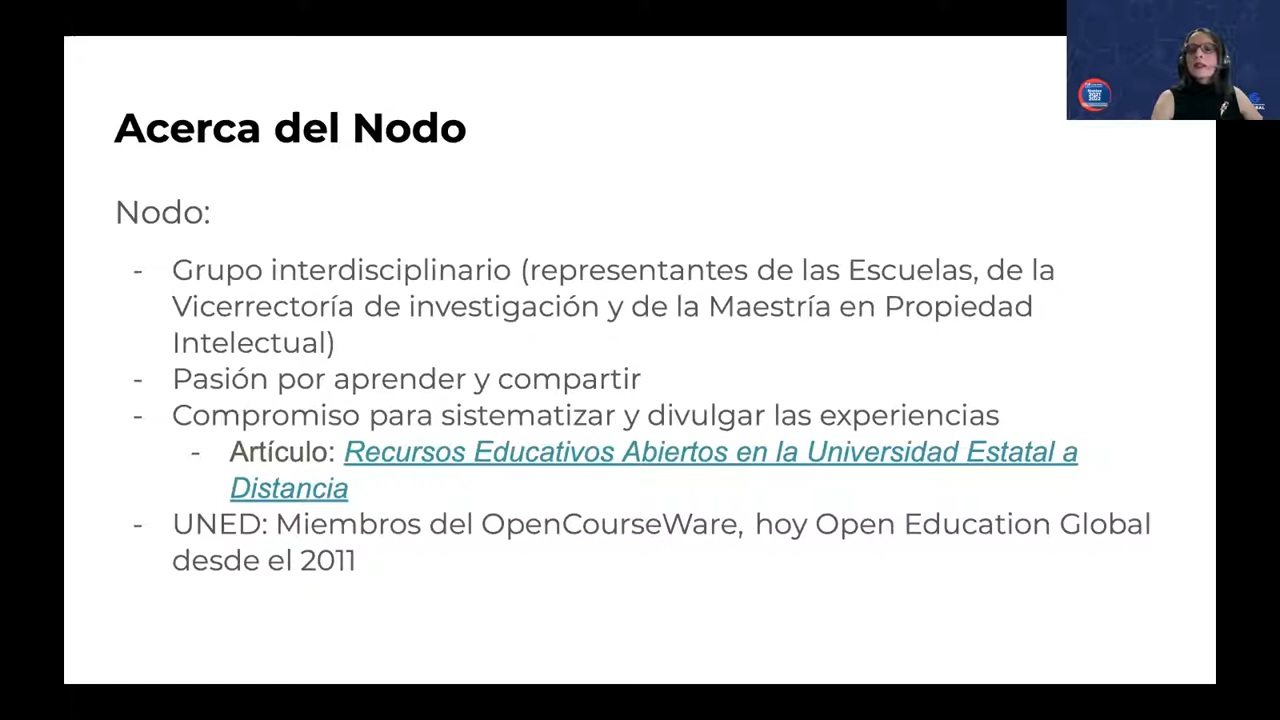 Acerca del Nodo
Nodo:
- Grupo interdisciplinario (representantes de las Escuelas, de la
Vicerrectoría de investigación y de la Maestría en Propiedad
Intelectual)
- Pasión por aprender y compartir
- Compromiso para sistematizar y divulgar las experiencias
- Artículo: Recursos Educativos Abiertos en la Universidad Estatal a
Distancia
- UNED: Miembros del OpenCourseWare, hoy Open Education Global
desde el 2011